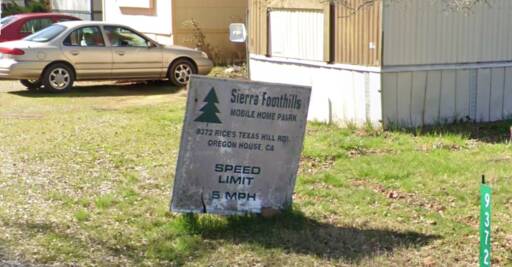 Sierra Foothills
MOBILE HOME PARK
9372 RICE'S TEXAS HILL RD.
OREGON HOUSE, CA
SPEED
LIMIT
5 MPH
9372